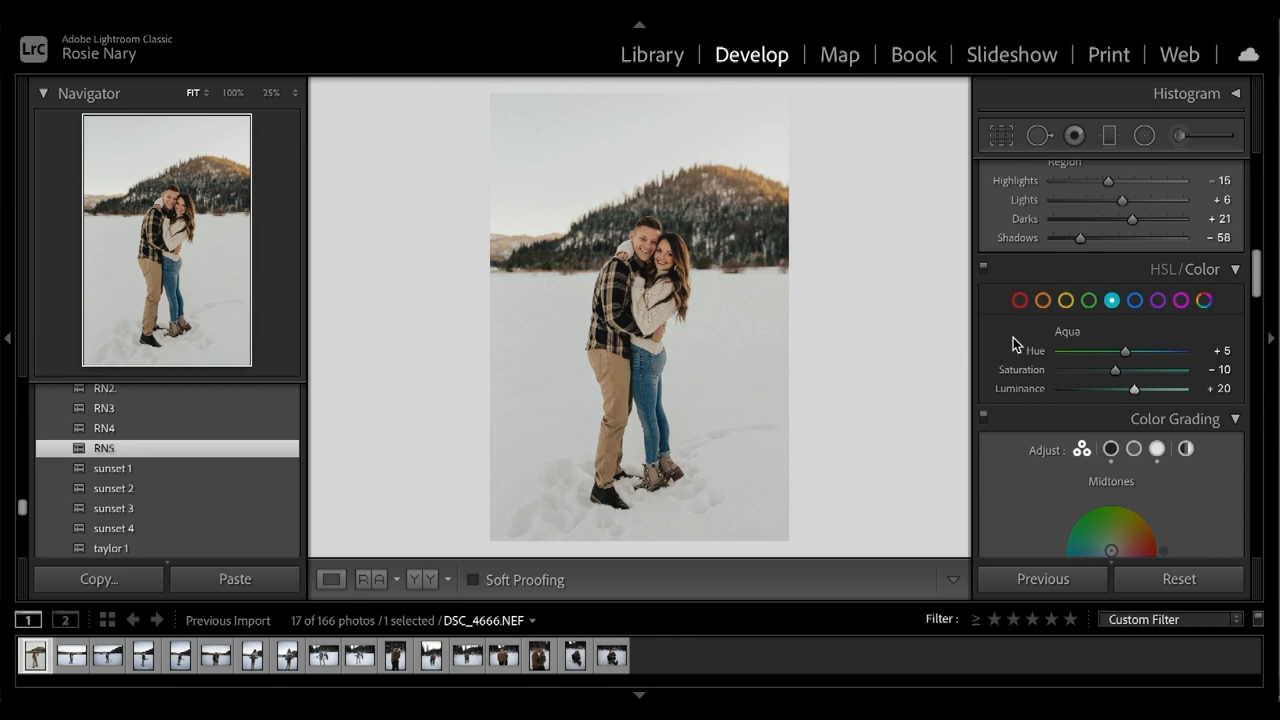 LrC
Adobe Lightroom Classic
Rosie Nary
Library | Develop | Map | Book | Slideshow | Print | Web |
Navigator FIT 100% 25%
Histogram
Region
Highlights - 15
Lights + 6
Darks + 21
Shadows - 58
HSL / Color
Aqua
Hue + 5
Saturation - 10
Luminance + 20
Color Grading
Adjust :
Midtones
RN2.
RN3
RN4
RN5
sunset 1
sunset 2
sunset 3
sunset 4
taylor 1
Copy... Paste
R A Y Y Soft Proofing
Previous Reset
1 2 Previous Import 17 of 166 photos / 1 selected / DSC_4666.NEF Filter : ≥ ★ ★ ★ ★ ★ Custom Filter